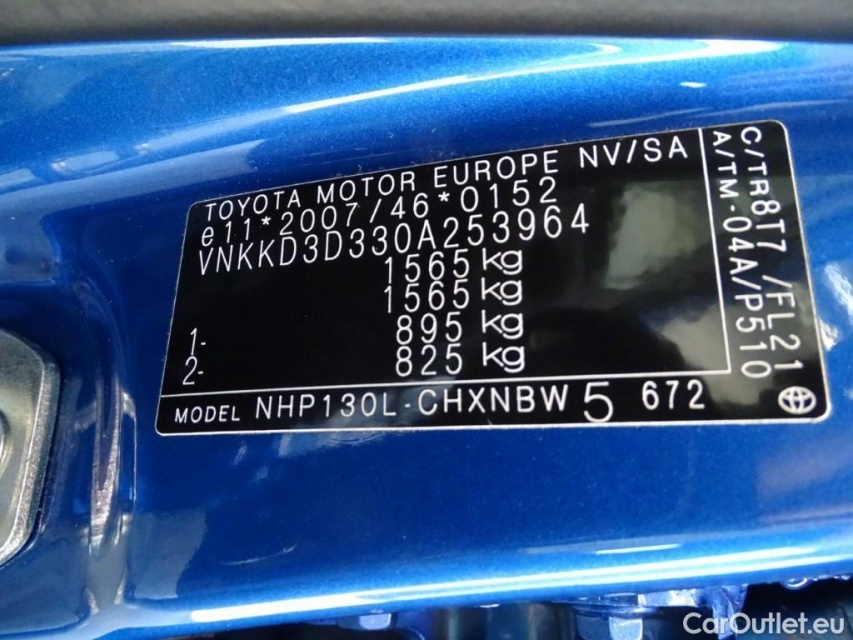 TOYOTA MOTOR EUROPE NV/SA
e11*2007/46*0152
VNKKD3D330A253964
1565 kg
1565 kg
1- 895 kg
2- 825 kg
MODEL NHP130L-CHXNBW 5 672
C/TR8T7 /FL21
A/TM-04A/P510
CarOutlet.eu